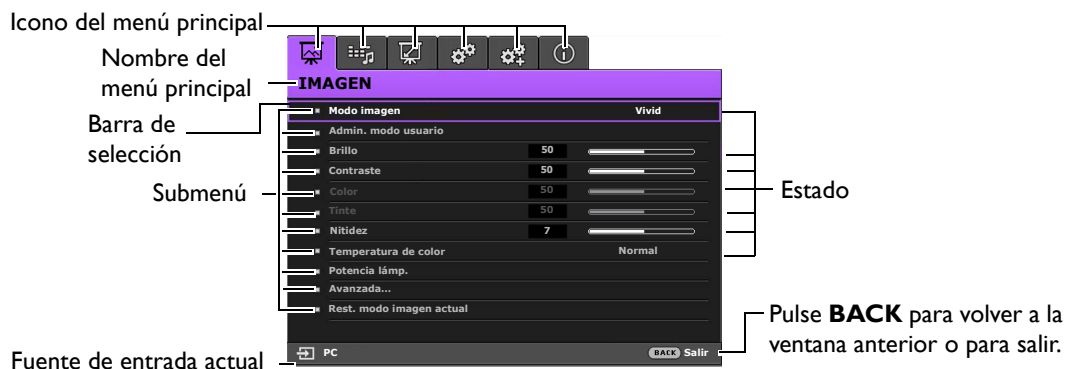 Icono del menú principal
Nombre del
menú principal
IMAGEN
Barra de
selección
Submenú
Modo imagen Vivid
Admin. modo usuario
Brillo 50
Contraste 50
Color 50
Tinte 50
Nitidez 7
Temperatura de color Normal
Potencia lámp.
Avanzada...
Rest. modo imagen actual
Estado
PC
BACK Salir
Pulse BACK para volver a la
ventana anterior o para salir.
Fuente de entrada actual